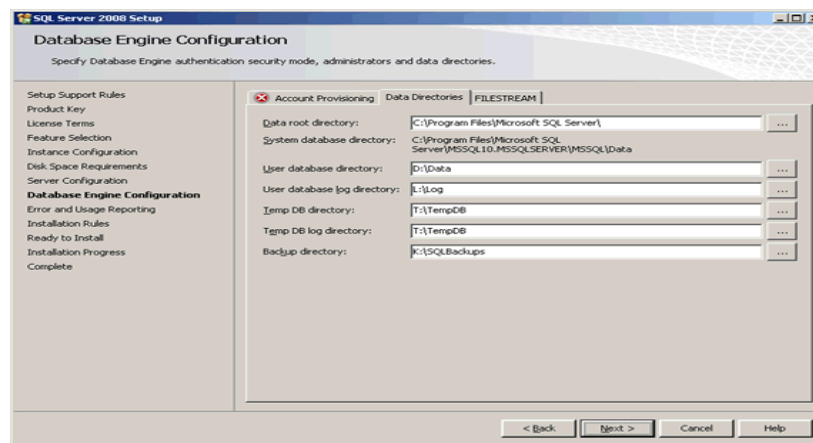 SQL Server 2008 Setup
Database Engine Configuration
Specify Database Engine authentication security mode, administrators and data directories.
Setup Support Rules
Product Key
License Terms
Feature Selection
Instance Configuration
Disk Space Requirements
Server Configuration
Database Engine Configuration
Error and Usage Reporting
Installation Rules
Ready to Install
Installation Progress
Complete
Account Provisioning Data Directories FILESTREAM
Data root directory: C:\Program Files\Microsoft SQL Server\ ...
System database directory: C:\Program Files\Microsoft SQL
Server\MSSQL10.MSSQLSERVER\MSSQL\Data
User database directory: D:\Data ...
User database log directory: L:\Log ...
Temp DB directory: T:\TempDB ...
Temp DB log directory: T:\TempDB ...
Backup directory: K:\SQLBackups ...
< Back Next > Cancel Help